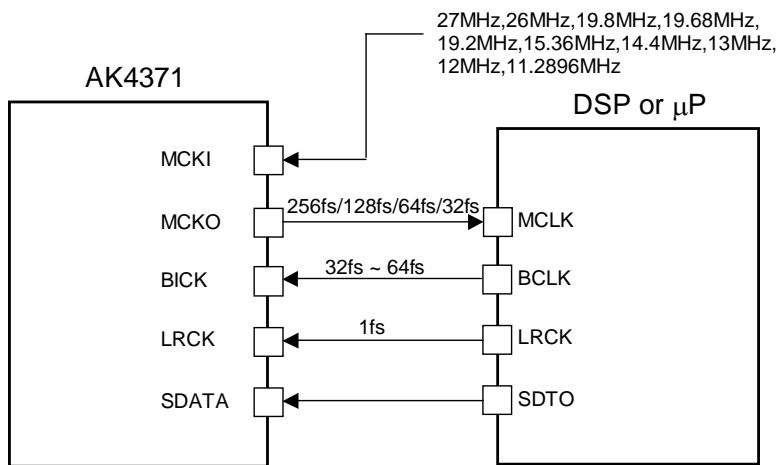 27MHz,26MHz,19.8MHz,19.68MHz,
19.2MHz,15.36MHz,14.4MHz,13MHz,
12MHz,11.2896MHz
AK4371
DSP or μP
MCKI
MCKO
256fs/128fs/64fs/32fs
MCLK
BICK
32fs ~ 64fs
BCLK
LRCK
1fs
LRCK
SDATA
SDTO